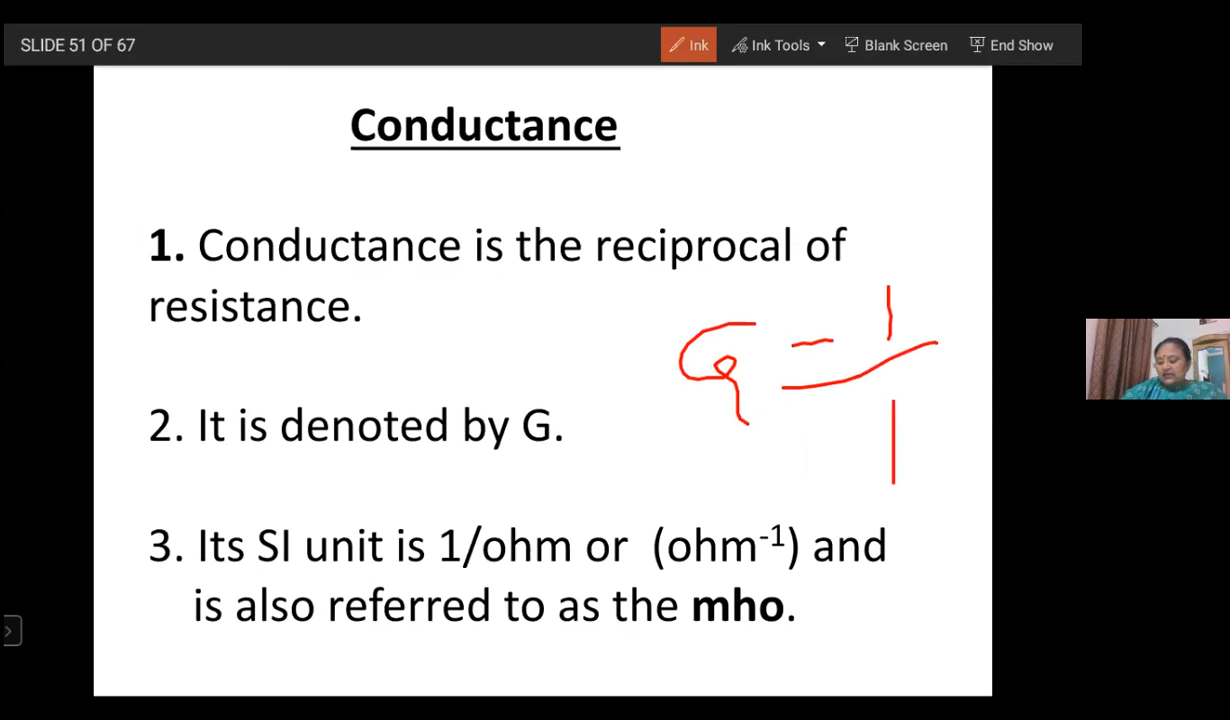 SLIDE 51 OF 67
Ink
Ink Tools
Blank Screen
End Show
Conductance
1. Conductance is the reciprocal of
resistance.
G = 1
1
2. It is denoted by G.
3. Its SI unit is 1/ohm or (ohm⁻¹) and
is also referred to as the mho.